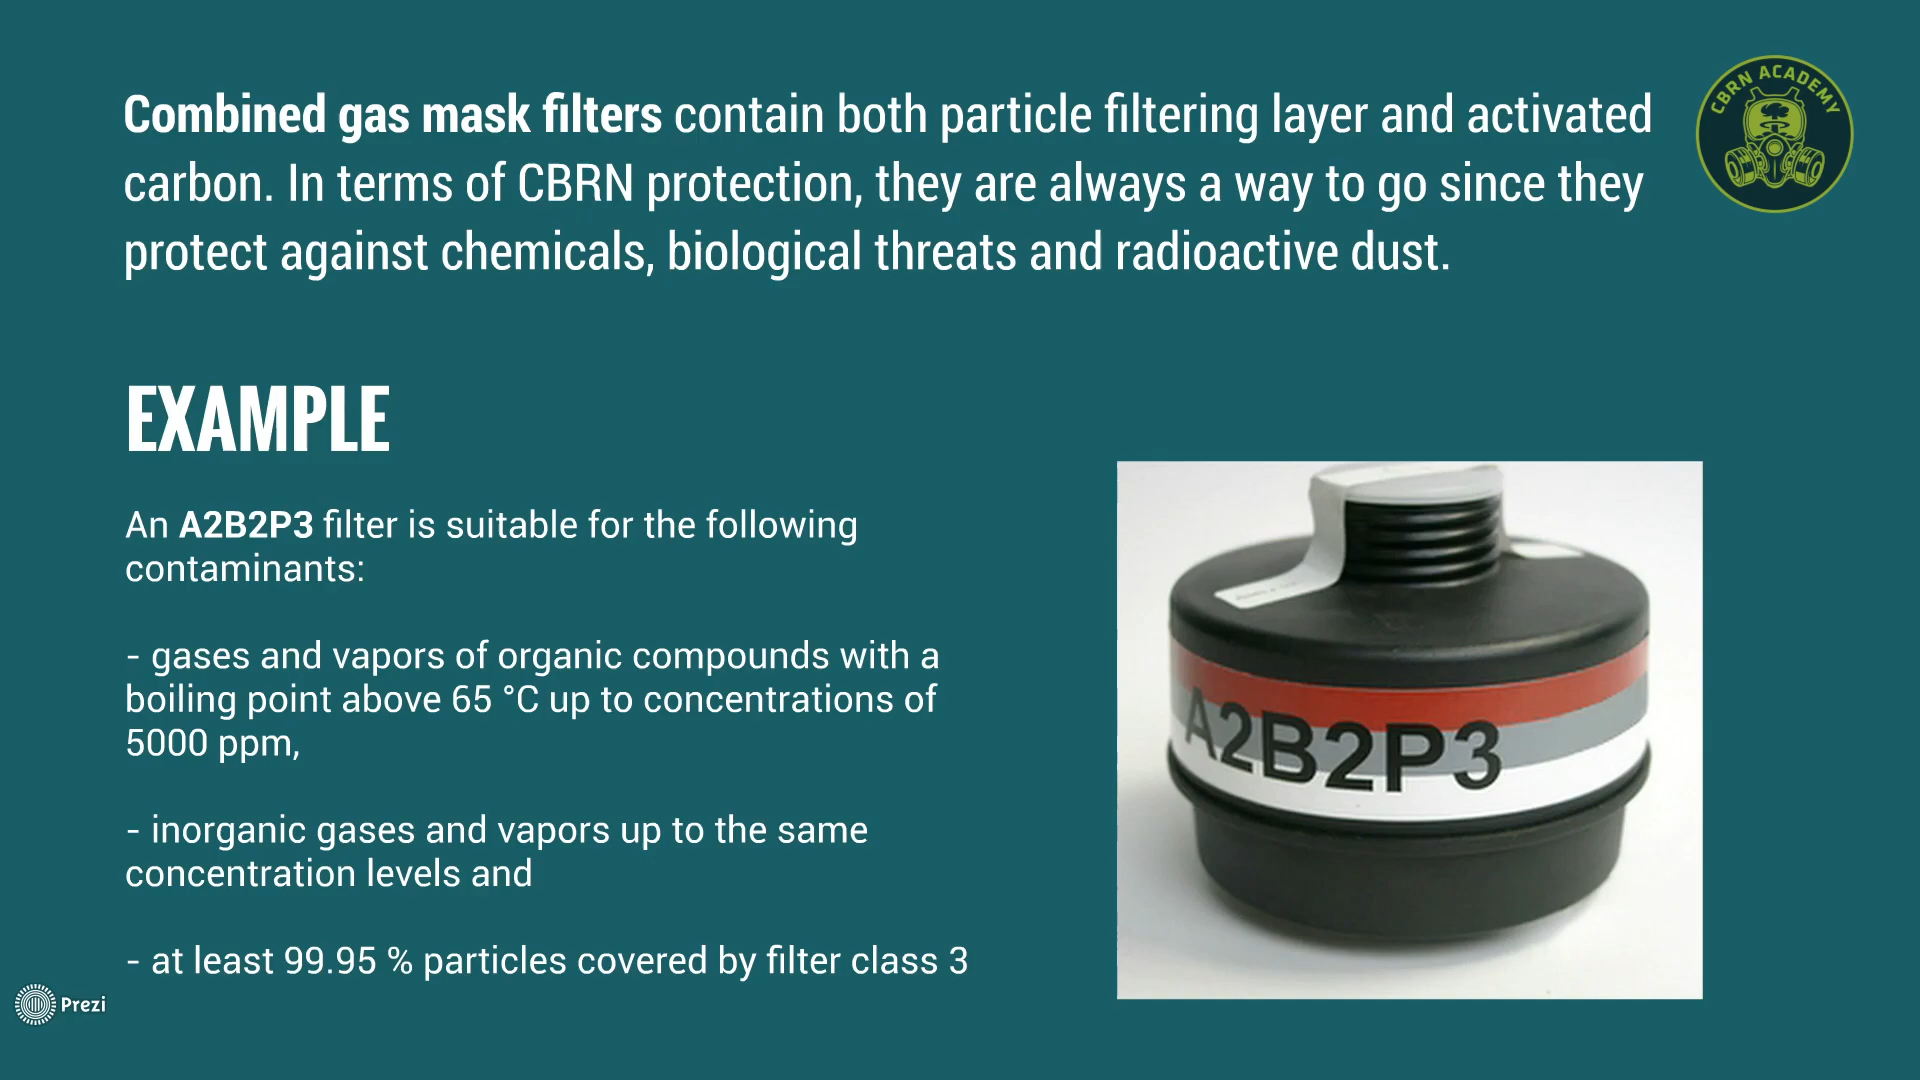 Combined gas mask filters contain both particle filtering layer and activated
carbon. In terms of CBRN protection, they are always a way to go since they
protect against chemicals, biological threats and radioactive dust.
CBRN ACADEMY
EXAMPLE
An A2B2P3 filter is suitable for the following
contaminants:
- gases and vapors of organic compounds with a
boiling point above 65 °C up to concentrations of
5000 ppm,
- inorganic gases and vapors up to the same
concentration levels and
- at least 99.95 % particles covered by filter class 3
A2B2P3
Prezi